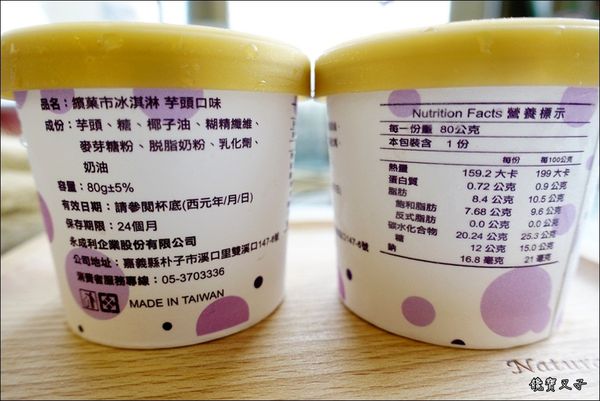 品名：繽菓市冰淇淋 芋頭口味
成份：芋頭、糖、椰子油、糊精纖維、
麥芽糖粉、脫脂奶粉、乳化劑、
奶油
容量：80g±5%
有效日期：請參閱杯底(西元年/月/日)
保存期限：24個月
永成利企業股份有限公司
公司地址：嘉義縣朴子市溪口里雙溪口147-6號
消費者服務專線：05-3703336
MADE IN TAIWAN
Nutrition Facts 營養標示
每一份量 80公克
本包裝含 1 份
每份 每100公克
熱量 159.2 大卡 199 大卡
蛋白質 0.72 公克 0.9 公克
脂肪 8.4 公克 10.5 公克
飽和脂肪 7.68 公克 9.6 公克
反式脂肪 0.0 公克 0.0 公克
碳水化合物 20.24 公克 25.3 公克
糖 12 公克 15.0 公克
鈉 16.8 毫克 21 毫克
147-6號
Natura